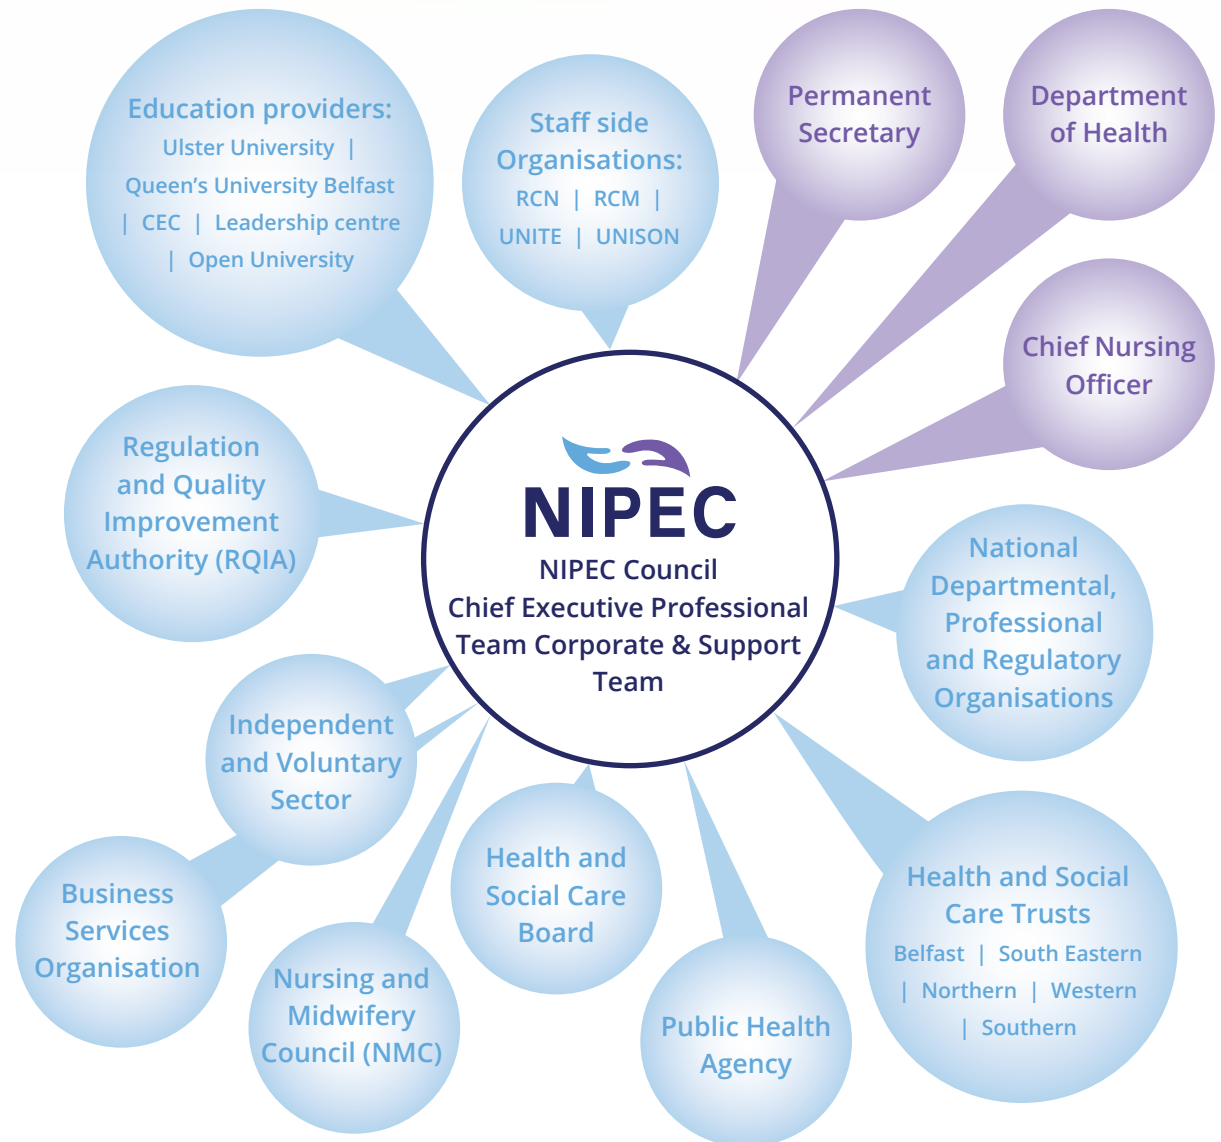 Education providers:
Ulster University |
Queen's University Belfast
| CEC | Leadership centre
| Open University
Staff side
Organisations:
RCN | RCM |
UNITE | UNISON
Permanent
Secretary
Department
of Health
Chief Nursing
Officer
Regulation
and Quality
Improvement
Authority (RQIA)
NIPEC
NIPEC Council
Chief Executive Professional
Team Corporate & Support
Team
National
Departmental,
Professional
and Regulatory
Organisations
Independent
and Voluntary
Sector
Business
Services
Organisation
Nursing and
Midwifery
Council (NMC)
Health and
Social Care
Board
Public Health
Agency
Health and Social
Care Trusts
Belfast | South Eastern
| Northern | Western
| Southern